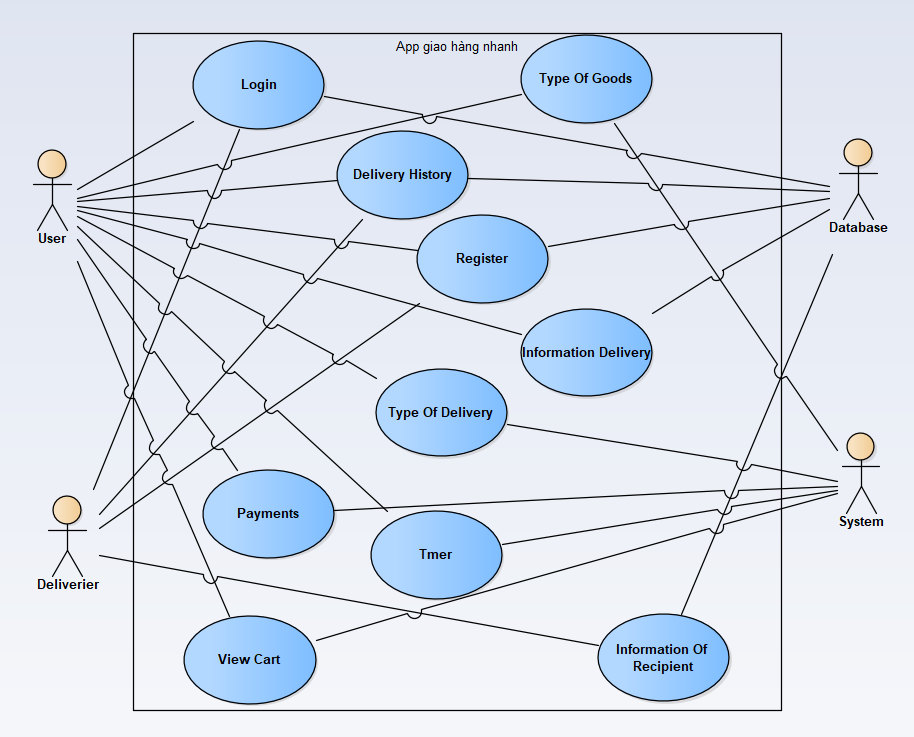 App giao hàng nhanh
Login
Type Of Goods
Delivery History
User
Database
Register
Information Delivery
Type Of Delivery
Payments
System
Tmer
Deliverier
View Cart
Information Of
Recipient